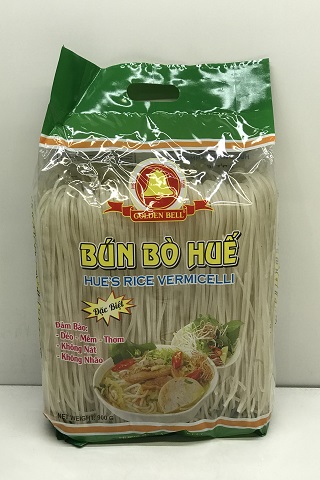 GOLDEN BELL
BÚN BÒ HUẾ
HUE'S RICE VERMICELLI
Đặc Biệt
Đảm Bảo:
- Dẻo - Mềm - Thơm
- Không Nát
- Không Nhão
NET WEIGHT: 900 G